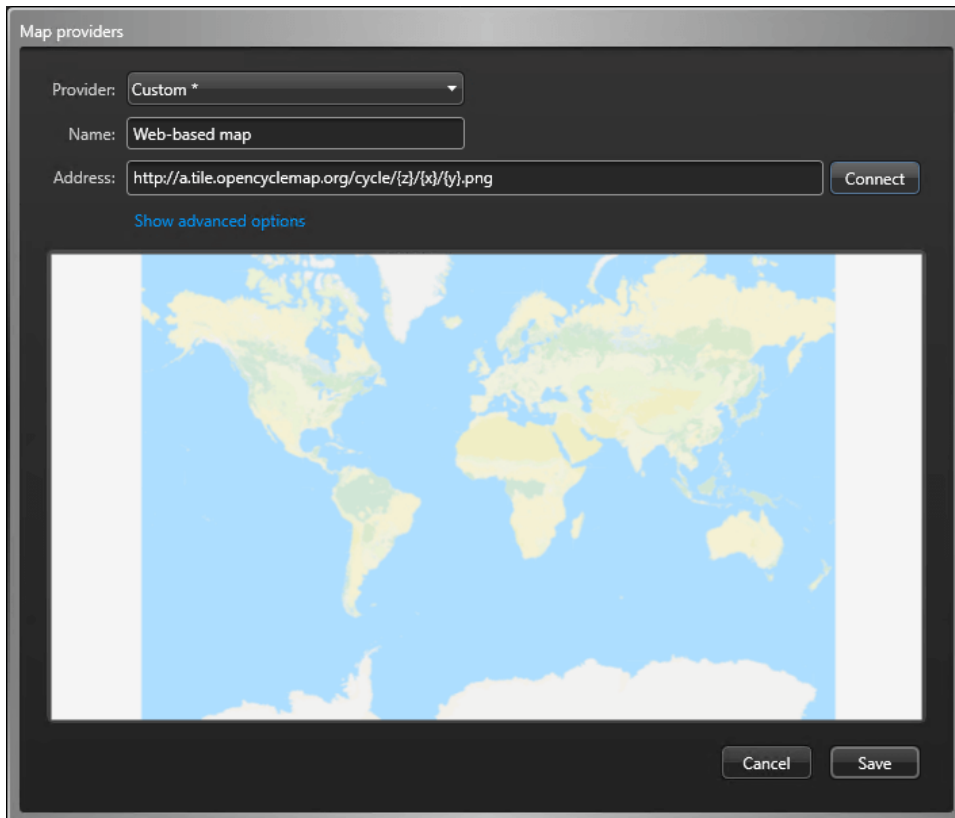 Map providers
Provider: Custom *
Name: Web-based map
Address: http://a.tile.opencyclemap.org/cycle/{z}/{x}/{y}.png Connect
Show advanced options
Cancel Save